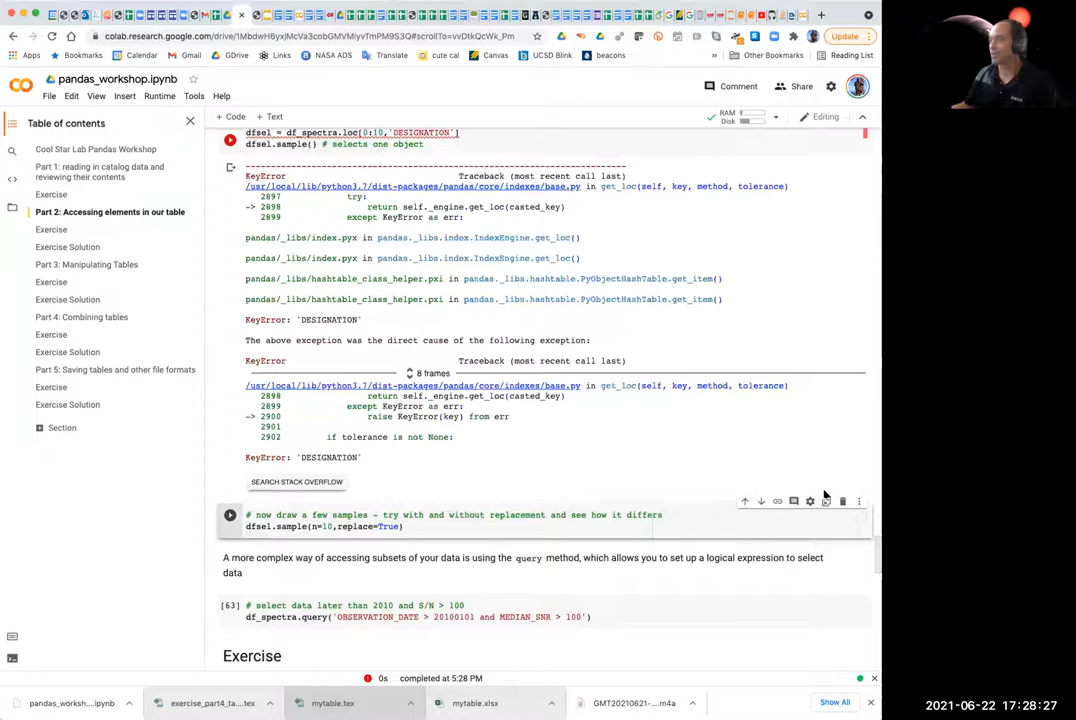 colab.research.google.com/drive/1MbdwH6yxjMcVa3cobGMVMiyvTmPM9S3Q#scrollTo=vvDtkQcWk_Pm
Update
Apps
Bookmarks
Calendar
Gmail
GDrive
Links
NASA ADS
Translate
cute cal
Canvas
UCSD Blink
beacons
»
Other Bookmarks
Reading List
pandas_workshop.ipynb
Comment
Share
File Edit View Insert Runtime Tools Help
Table of contents
+ Code + Text
RAM
Disk
Editing
Cool Star Lab Pandas Workshop
Part 1: reading in catalog data and
reviewing their contents
Exercise
Part 2: Accessing elements in our table
Exercise
Exercise Solution
Part 3: Manipulating Tables
Exercise
Exercise Solution
Part 4: Combining tables
Exercise
Exercise Solution
Part 5: Saving tables and other file formats
Exercise
Exercise Solution
Section
dfsel = df_spectra.loc[0:10,'DESIGNATION']
dfsel.sample() # selects one object
---------------------------------------------------------------------------
KeyError Traceback (most recent call last)
/usr/local/lib/python3.7/dist-packages/pandas/core/indexes/base.py in get_loc(self, key, method, tolerance)
2897 try:
-> 2898 return self._engine.get_loc(casted_key)
2899 except KeyError as err:
pandas/_libs/index.pyx in pandas._libs.index.IndexEngine.get_loc()
pandas/_libs/index.pyx in pandas._libs.index.IndexEngine.get_loc()
pandas/_libs/hashtable_class_helper.pxi in pandas._libs.hashtable.PyObjectHashTable.get_item()
pandas/_libs/hashtable_class_helper.pxi in pandas._libs.hashtable.PyObjectHashTable.get_item()
KeyError: 'DESIGNATION'
The above exception was the direct cause of the following exception:
KeyError Traceback (most recent call last)
8 frames
/usr/local/lib/python3.7/dist-packages/pandas/core/indexes/base.py in get_loc(self, key, method, tolerance)
2898 return self._engine.get_loc(casted_key)
2899 except KeyError as err:
-> 2900 raise KeyError(key) from err
2901
2902 if tolerance is not None:
KeyError: 'DESIGNATION'
SEARCH STACK OVERFLOW
# now draw a few samples - try with and without replacement and see how it differs
dfsel.sample(n=10,replace=True)
A more complex way of accessing subsets of your data is using the query method, which allows you to set up a logical expression to select
data
[63] # select data later than 2010 and S/N > 100
df_spectra.query('OBSERVATION_DATE > 20100101 and MEDIAN_SNR > 100')
Exercise
0s completed at 5:28 PM
pandas_worksh....ipynb
exercise_part4_ta....tex
mytable.tex
mytable.xlsx
GMT20210621-....m4a
Show All
2021-06-22 17:28:27